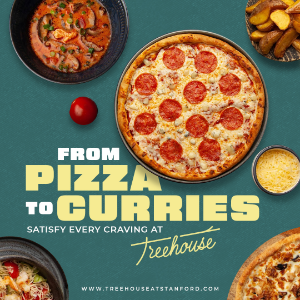 FROM
PIZZA
TO CURRIES
SATISFY EVERY CRAVING AT
Treehouse
WWW.TREEHOUSEATSTANFORD.COM